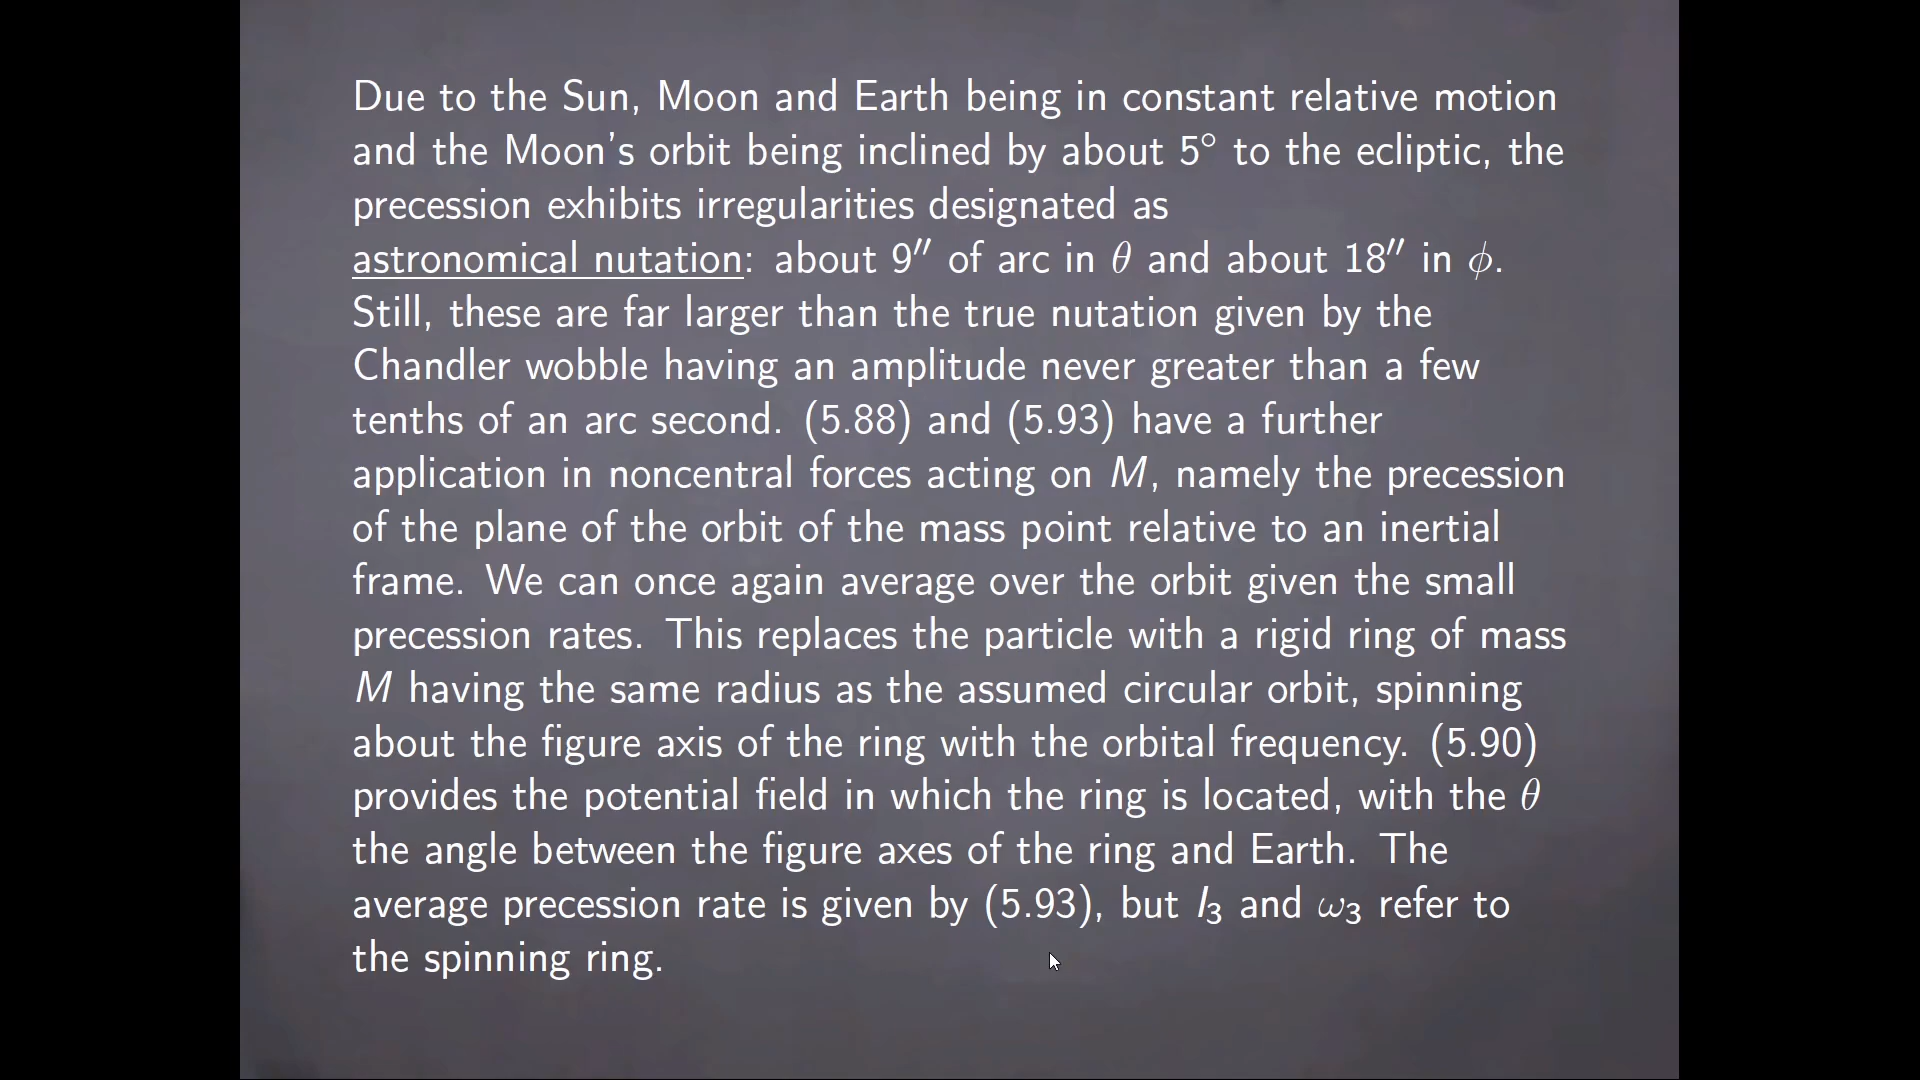 Due to the Sun, Moon and Earth being in constant relative motion
and the Moon's orbit being inclined by about 5° to the ecliptic, the
precession exhibits irregularities designated as
astronomical nutation: about 9″ of arc in θ and about 18″ in ϕ.
Still, these are far larger than the true nutation given by the
Chandler wobble having an amplitude never greater than a few
tenths of an arc second. (5.88) and (5.93) have a further
application in noncentral forces acting on M, namely the precession
of the plane of the orbit of the mass point relative to an inertial
frame. We can once again average over the orbit given the small
precession rates. This replaces the particle with a rigid ring of mass
M having the same radius as the assumed circular orbit, spinning
about the figure axis of the ring with the orbital frequency. (5.90)
provides the potential field in which the ring is located, with the θ
the angle between the figure axes of the ring and Earth. The
average precession rate is given by (5.93), but I₃ and ω₃ refer to
the spinning ring.